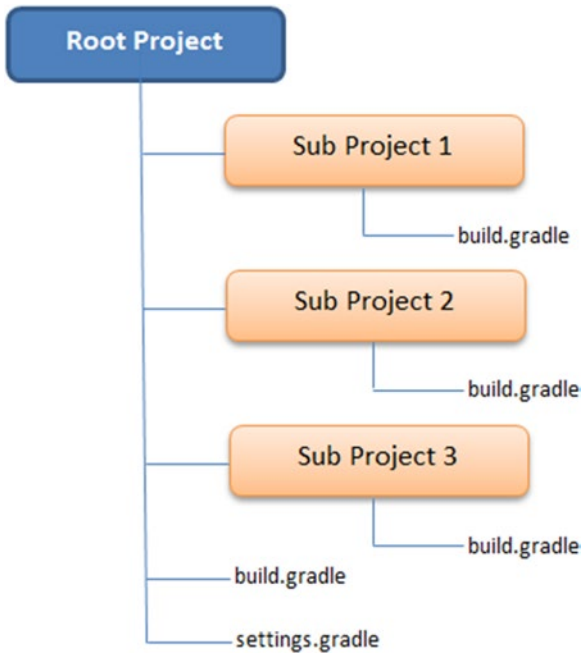 Root Project
Sub Project 1
build.gradle
Sub Project 2
build.gradle
Sub Project 3
build.gradle
build.gradle
settings.gradle